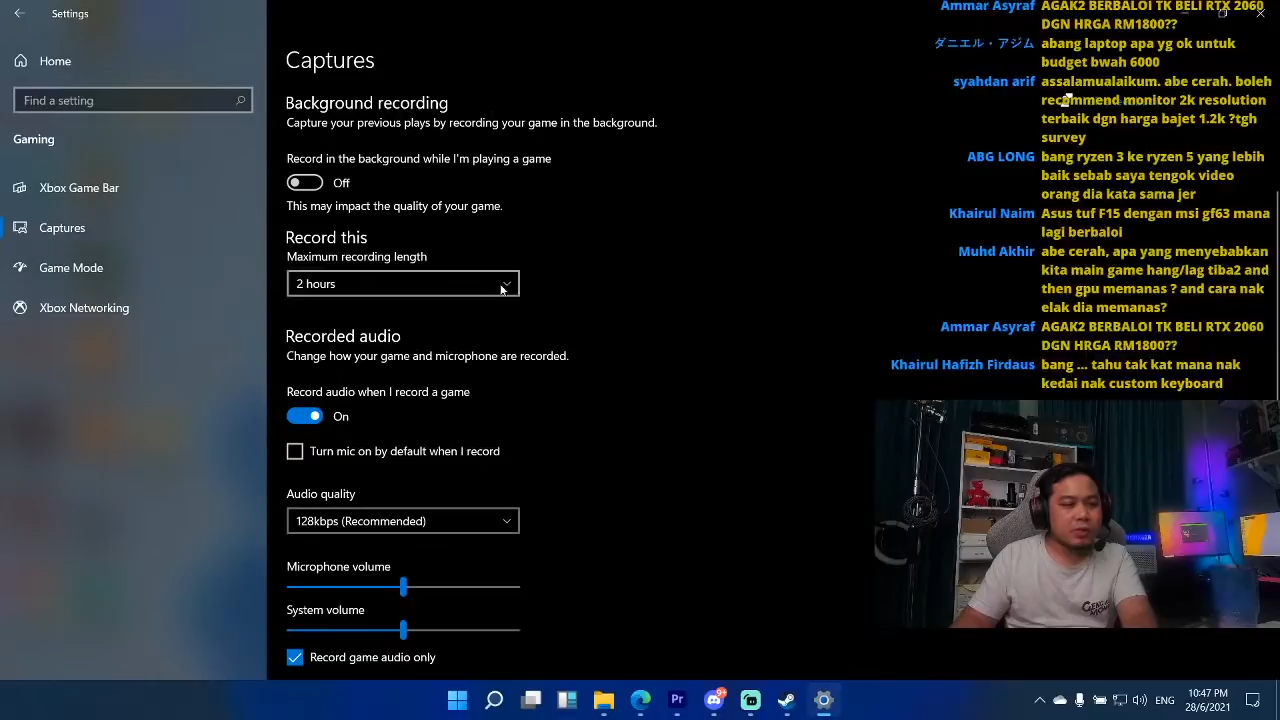 Settings
Home
Find a setting
Gaming
Xbox Game Bar
Captures
Game Mode
Xbox Networking
Captures
Background recording
Capture your previous plays by recording your game in the background.
Record in the background while I'm playing a game
Off
This may impact the quality of your game.
Record this
Maximum recording length
2 hours
Recorded audio
Change how your game and microphone are recorded.
Record audio when I record a game
On
Turn mic on by default when I record
Audio quality
128kbps (Recommended)
Microphone volume
System volume
Record game audio only
Ammar Asyraf AGAK2 BERBALOI TK BELI RTX 2060
DGN HRGA RM1800??
ダニエル・アジム abang laptop apa yg ok untuk
budget bwah 6000
syahdan arif assalamualaikum. abe cerah. boleh
recommend monitor 2k resolution
terbaik dgn harga bajet 1.2k ?tgh
survey
ABG LONG bang ryzen 3 ke ryzen 5 yang lebih
baik sebab saya tengok video
orang dia kata sama jer
Khairul Naim Asus tuf F15 dengan msi gf63 mana
lagi berbaloi
Muhd Akhir abe cerah, apa yang menyebabkan
kita main game hang/lag tiba2 and
then gpu memanas ? and cara nak
elak dia memanas?
Ammar Asyraf AGAK2 BERBALOI TK BELI RTX 2060
DGN HRGA RM1800??
Khairul Hafizh Firdaus bang ... tahu tak kat mana nak
kedai nak custom keyboard
Pr
9+
ENG
10:47 PM
28/6/2021